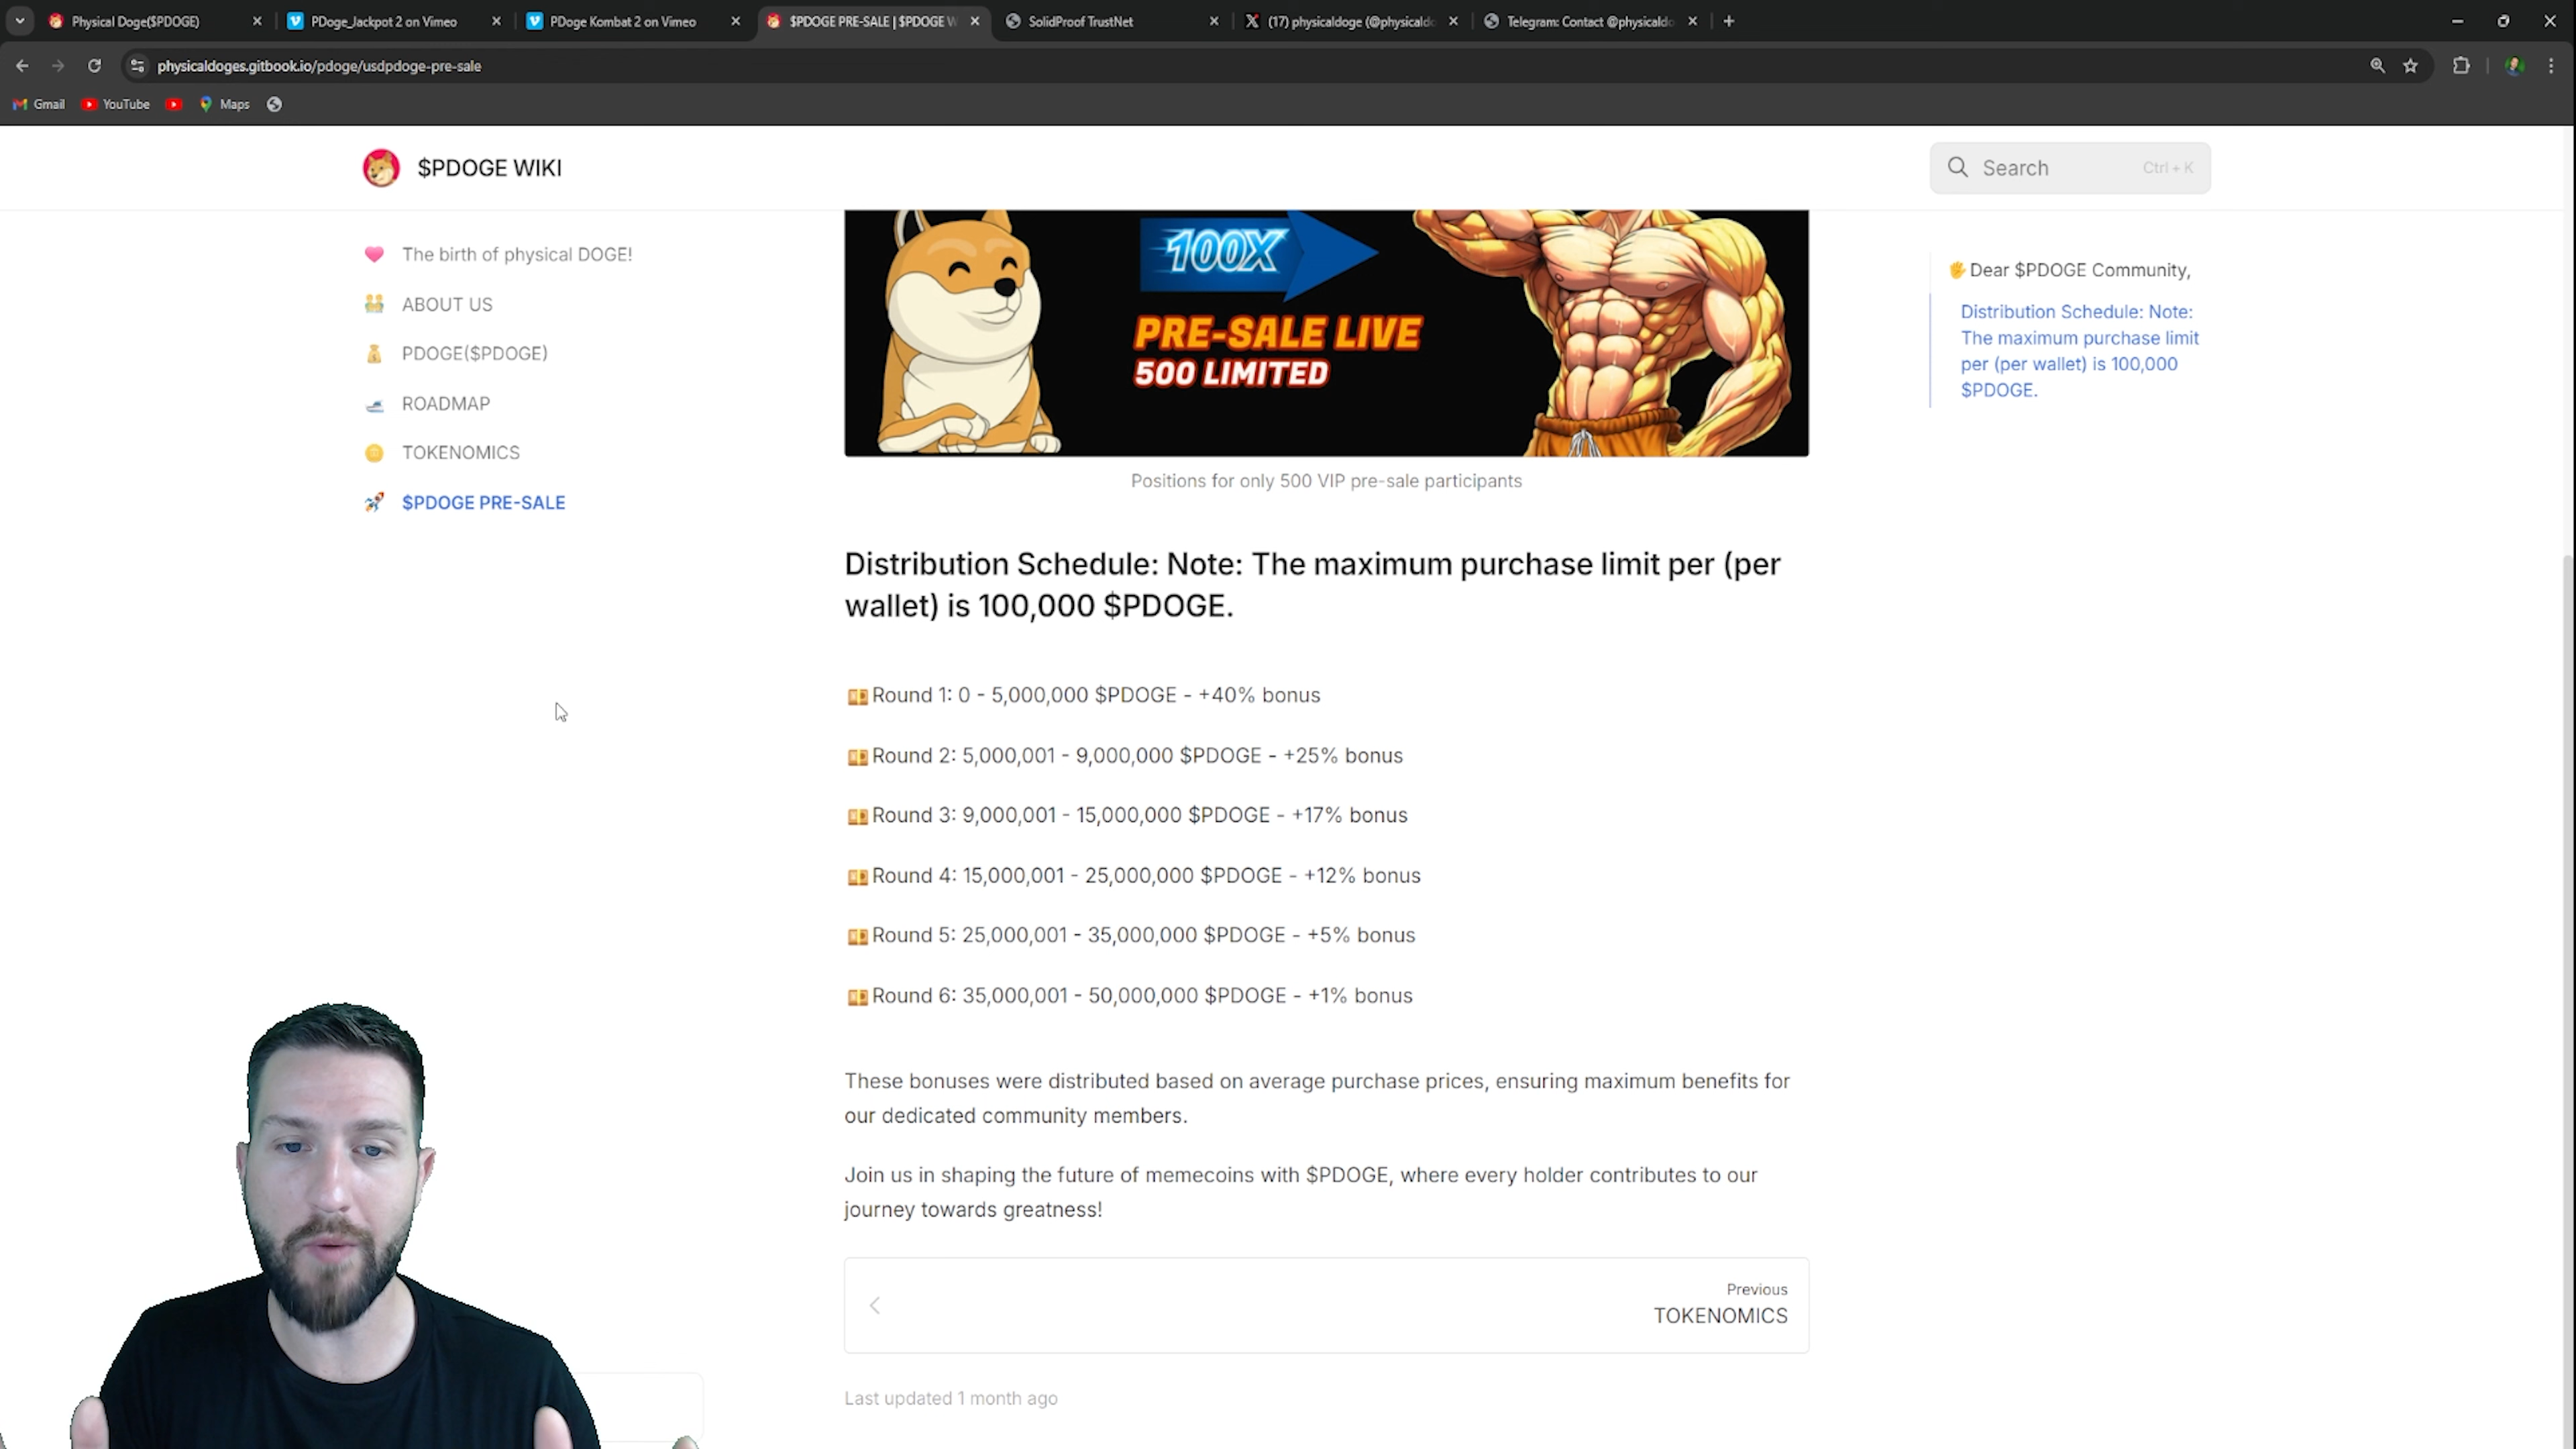 Physical Doge($PDOGE)
PDoge_Jackpot 2 on Vimeo
PDoge Kombat 2 on Vimeo
$PDOGE PRE-SALE | $PDOGE W
SolidProof TrustNet
(17) physicaldoge (@physicaldo
Telegram: Contact @physicaldo
physicaldoges.gitbook.io/pdoge/usdpdoge-pre-sale
Gmail
YouTube
Maps
$PDOGE WIKI
Search
Ctrl + K
The birth of physical DOGE!
ABOUT US
PDOGE($PDOGE)
ROADMAP
TOKENOMICS
$PDOGE PRE-SALE
100X
PRE-SALE LIVE
500 LIMITED
Positions for only 500 VIP pre-sale participants
Distribution Schedule: Note: The maximum purchase limit per (per
wallet) is 100,000 $PDOGE.
Round 1: 0 - 5,000,000 $PDOGE - +40% bonus
Round 2: 5,000,001 - 9,000,000 $PDOGE - +25% bonus
Round 3: 9,000,001 - 15,000,000 $PDOGE - +17% bonus
Round 4: 15,000,001 - 25,000,000 $PDOGE - +12% bonus
Round 5: 25,000,001 - 35,000,000 $PDOGE - +5% bonus
Round 6: 35,000,001 - 50,000,000 $PDOGE - +1% bonus
These bonuses were distributed based on average purchase prices, ensuring maximum benefits for
our dedicated community members.
Join us in shaping the future of memecoins with $PDOGE, where every holder contributes to our
journey towards greatness!
Previous
TOKENOMICS
Last updated 1 month ago
Dear $PDOGE Community,
Distribution Schedule: Note:
The maximum purchase limit
per (per wallet) is 100,000
$PDOGE.